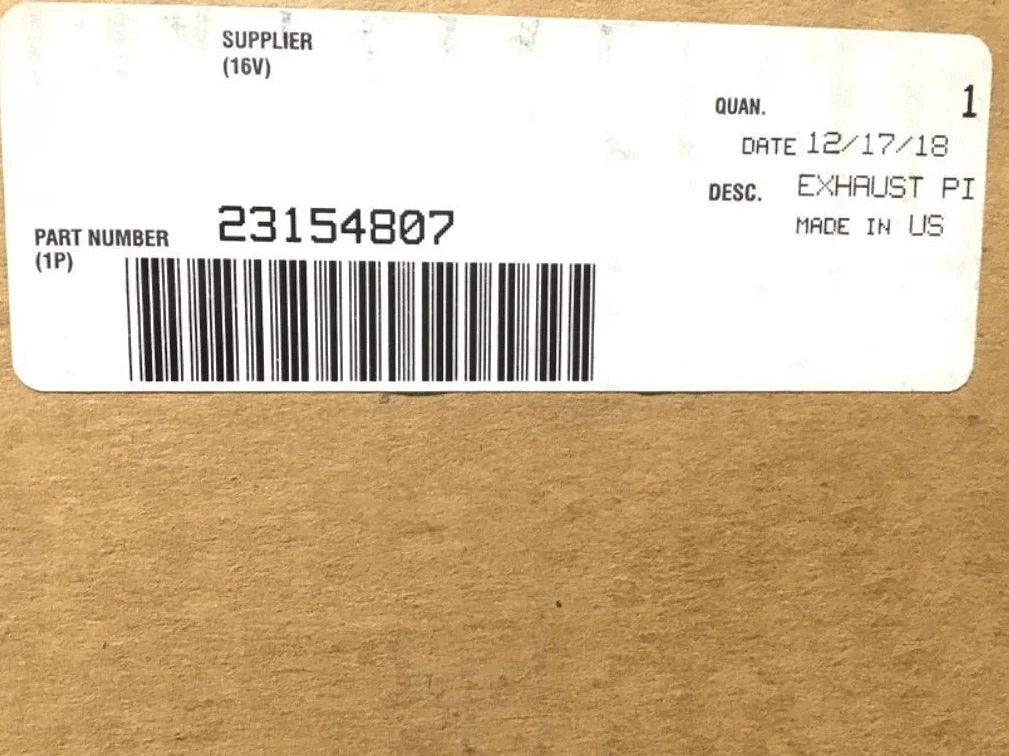 SUPPLIER
(16V)
QUAN. 1
DATE 12/17/18
DESC. EXHAUST PI
MADE IN US
PART NUMBER 23154807
(1P)